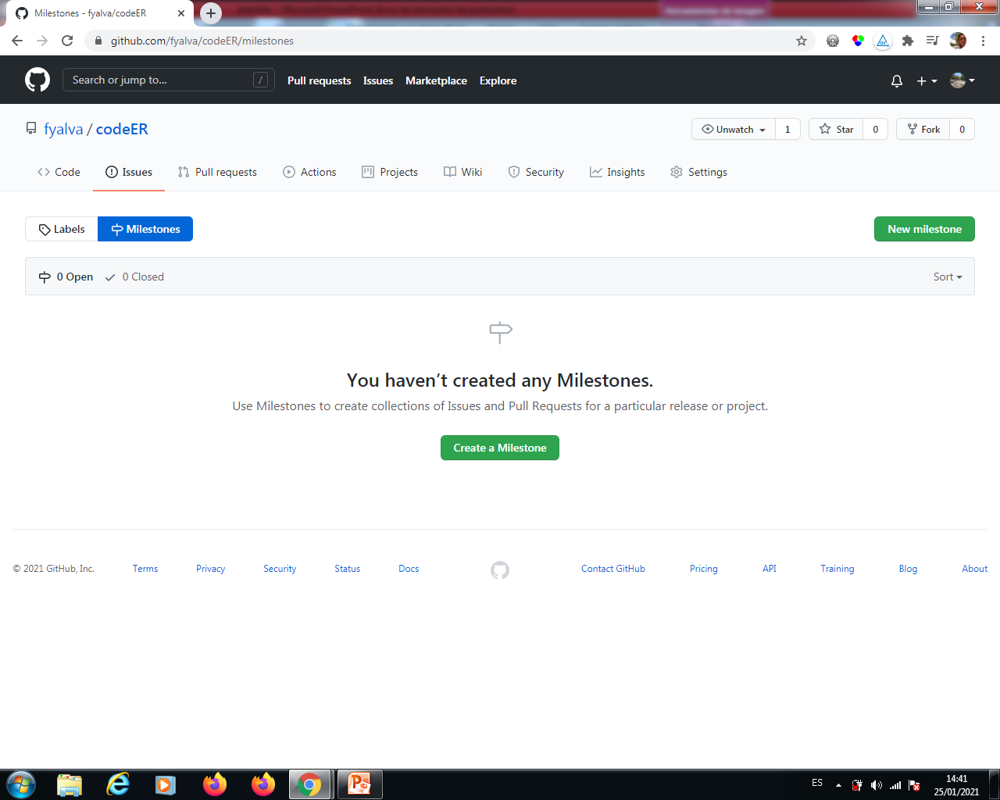 Milestones - fyalva/codeER
github.com/fyalva/codeER/milestones
Search or jump to... / Pull requests Issues Marketplace Explore
fyalva / codeER Unwatch 1 Star 0 Fork 0
Code Issues Pull requests Actions Projects Wiki Security Insights Settings
Labels Milestones New milestone
0 Open 0 Closed Sort
You haven’t created any Milestones.
Use Milestones to create collections of Issues and Pull Requests for a particular release or project.
Create a Milestone
© 2021 GitHub, Inc. Terms Privacy Security Status Docs Contact GitHub Pricing API Training Blog About
ES 14:41
25/01/2021